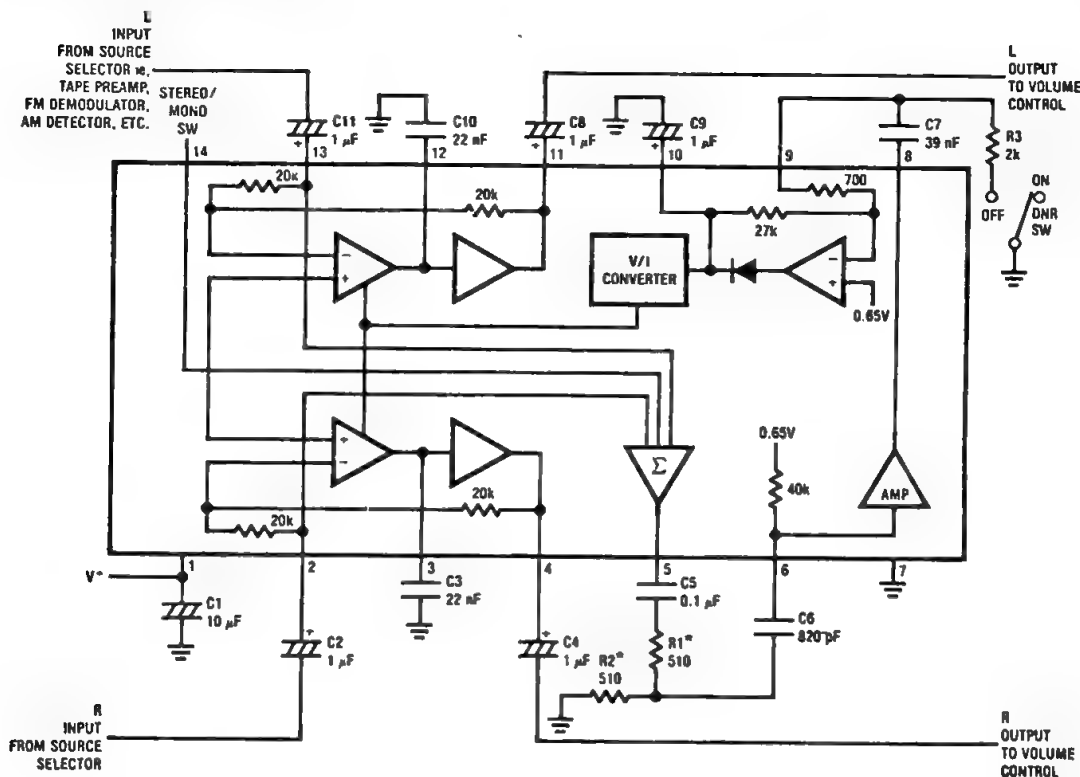 L
INPUT
FROM SOURCE
SELECTOR ie,
TAPE PREAMP,
FM DEMODULATOR,
AM DETECTOR, ETC.
STEREO/
MONO
SW
14
C11
1 µF
13
C10
22 nF
12
C8
1 µF
11
C9
1 µF
10
9
C7
39 nF
8
R3
2k
L
OUTPUT
TO VOLUME
CONTROL
OFF
ON
DNR
SW
20k
20k
700
27k
−
+
V/I
CONVERTER
−
+
0.65V
+
−
20k
20k
Σ
0.65V
40k
AMP
V+
1
C1
10 µF
2
+
C2
1 µF
3
C3
22 nF
4
+
C4
1 µF
5
C5
0.1 µF
R1*
510
R2*
510
6
C6
820 pF
7
R
INPUT
FROM SOURCE
SELECTOR
R
OUTPUT
TO VOLUME
CONTROL